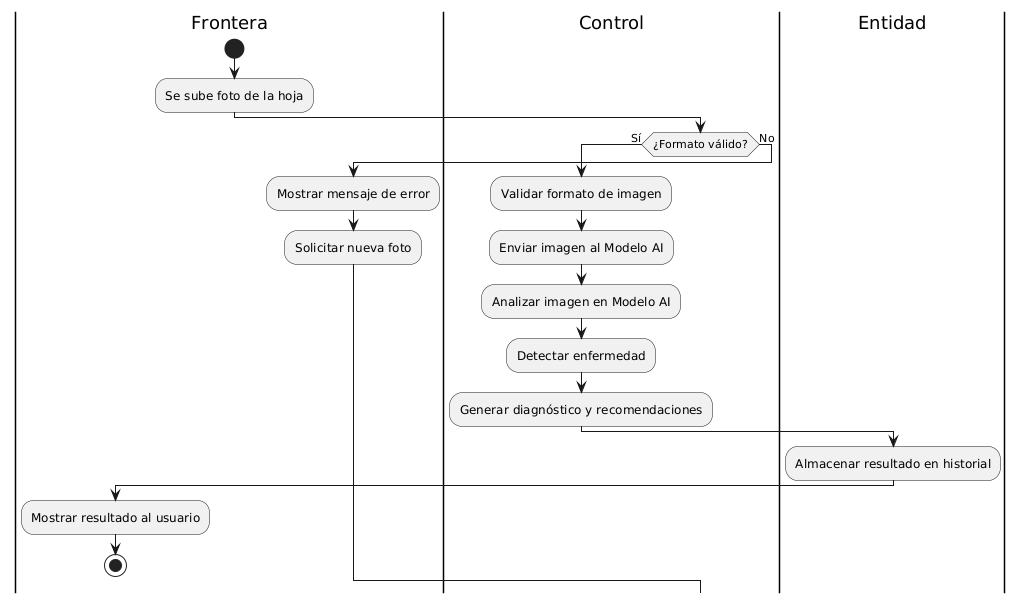 Frontera
Control
Entidad
Se sube foto de la hoja
Sí
¿Formato válido?
No
Mostrar mensaje de error
Validar formato de imagen
Solicitar nueva foto
Enviar imagen al Modelo AI
Analizar imagen en Modelo AI
Detectar enfermedad
Generar diagnóstico y recomendaciones
Almacenar resultado en historial
Mostrar resultado al usuario